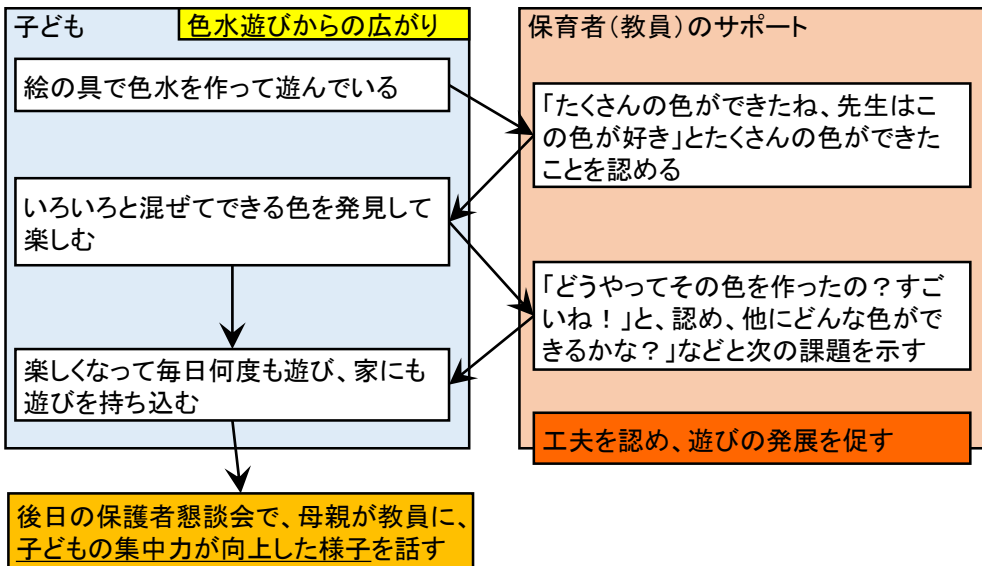 子ども
色水遊びからの広がり
絵の具で色水を作って遊んでいる
いろいろと混ぜてできる色を発見して
楽しむ
楽しくなって毎日何度も遊び、家にも
遊びを持ち込む
後日の保護者懇談会で、母親が教員に、
子どもの集中力が向上した様子を話す
保育者（教員）のサポート
「たくさんの色ができたね、先生はこ
の色が好き」とたくさんの色ができた
ことを認める
「どうやってその色を作ったの？すご
いね！」と、認め、他にどんな色がで
きるかな？」などと次の課題を示す
工夫を認め、遊びの発展を促す